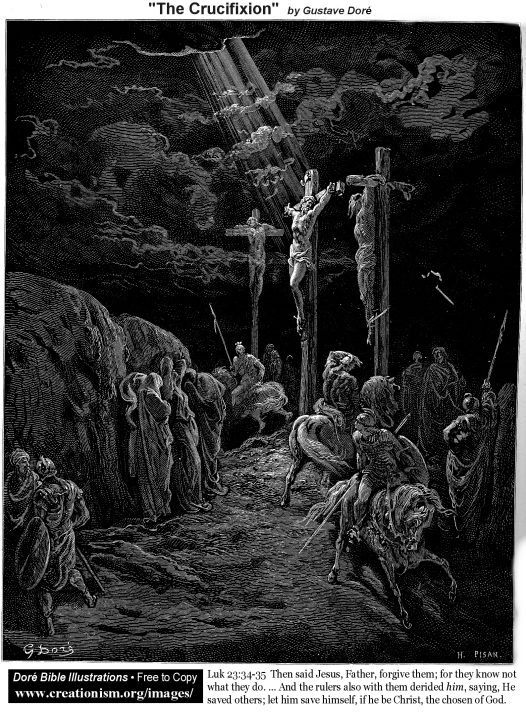 "The Crucifixion" by Gustave Doré
G Doré
H. PISAN.
Doré Bible Illustrations • Free to Copy
www.creationism.org/images/
Luk 23:34-35 Then said Jesus, Father, forgive them; for they know not
what they do. ... And the rulers also with them derided him, saying, He
saved others; let him save himself, if he be Christ, the chosen of God.